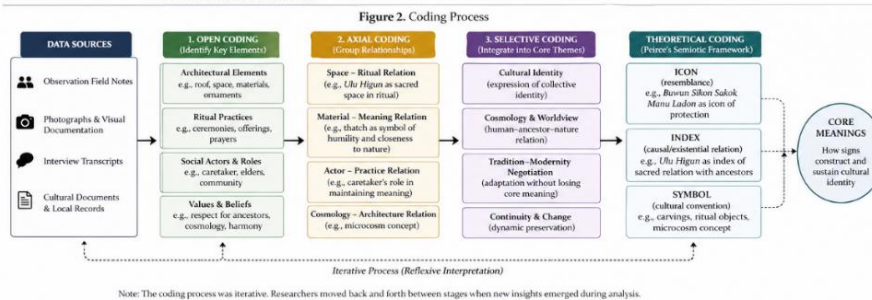 Figure 2. Coding Process
DATA SOURCES
Observation Field Notes
Photographs & Visual
Documentation
Interview Transcripts
Cultural Documents
& Local Records
1. OPEN CODING
(Identify Key Elements)
Architectural Elements
e.g., roof, space, materials,
ornaments
Ritual Practices
e.g., ceremonies, offerings,
prayers
Social Actors & Roles
e.g., caretaker, elders,
community
Values & Beliefs
e.g., respect for ancestors,
cosmology, harmony
2. AXIAL CODING
(Group Relationships)
Space – Ritual Relation
(e.g., Ulu Higun as sacred
space in ritual)
Material – Meaning Relation
(e.g., thatch as symbol of
humility and closeness
to nature)
Actor – Practice Relation
(e.g., caretaker's role in
maintaining meaning)
Cosmology – Architecture Relation
(e.g., microcosm concept)
3. SELECTIVE CODING
(Integrate into Core Themes)
Cultural Identity
(expression of collective
identity)
Cosmology & Worldview
(human–ancestor–nature
relation)
Tradition–Modernity
Negotiation
(adaptation without losing
core meaning)
Continuity & Change
(dynamic preservation)
THEORETICAL CODING
(Peirce's Semiotic Framework)
ICON
(resemblance)
e.g., Buwun Sikon Sakok
Manu Ladon as icon of
protection
INDEX
(causal/existential relation)
e.g., Ulu Higun as index of
sacred relation with ancestors
SYMBOL
(cultural convention)
e.g., carvings, ritual objects,
microcosm concept
CORE
MEANINGS
How signs
construct and
sustain cultural
identity
Iterative Process (Reflexive Interpretation)
Note: The coding process was iterative. Researchers moved back and forth between stages when new insights emerged during analysis.